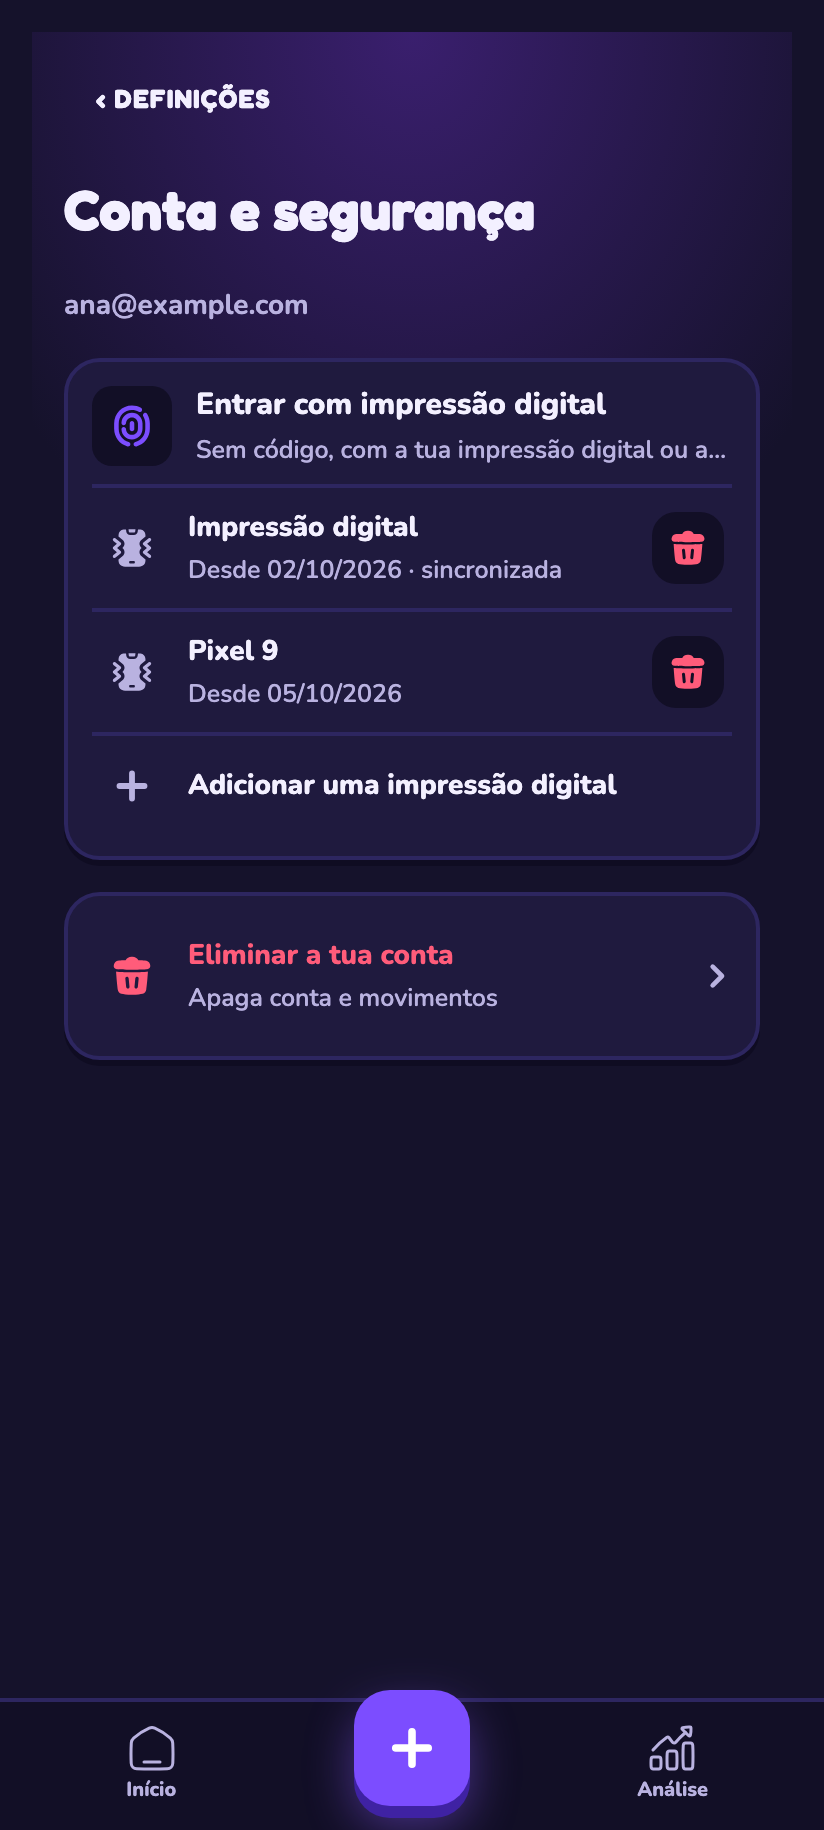 ‹ DEFINIÇÕES
Conta e segurança
ana@example.com
Entrar com impressão digital
Sem código, com a tua impressão digital ou a...
Impressão digital
Desde 02/10/2026 · sincronizada
Pixel 9
Desde 05/10/2026
Adicionar uma impressão digital
Eliminar a tua conta
Apaga conta e movimentos
Início
Análise